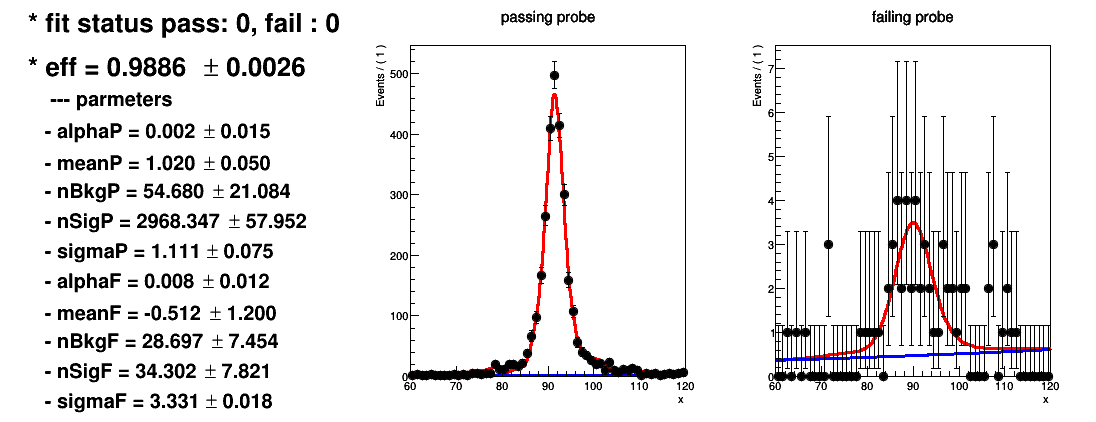 * fit status pass: 0, fail : 0
* eff = 0.9886 ± 0.0026
--- parmeters
- alphaP = 0.002 ± 0.015
- meanP = 1.020 ± 0.050
- nBkgP = 54.680 ± 21.084
- nSigP = 2968.347 ± 57.952
- sigmaP = 1.111 ± 0.075
- alphaF = 0.008 ± 0.012
- meanF = -0.512 ± 1.200
- nBkgF = 28.697 ± 7.454
- nSigF = 34.302 ± 7.821
- sigmaF = 3.331 ± 0.018
passing probe
Events / ( 1 )
500
400
300
200
100
0
60 70 80 90 100 110 120
x
failing probe
Events / ( 1 )
7
6
5
4
3
2
1
0
60 70 80 90 100 110 120
x